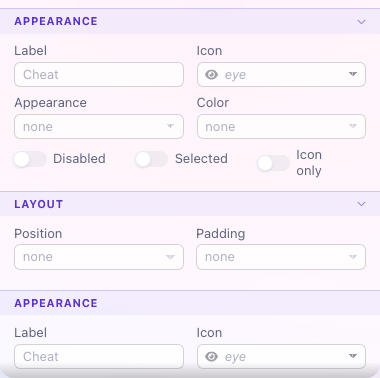 APPEARANCE
Label Icon
Cheat eye
Appearance Color
none none
Disabled Selected Icon only
LAYOUT
Position Padding
none none
APPEARANCE
Label Icon
Cheat eye